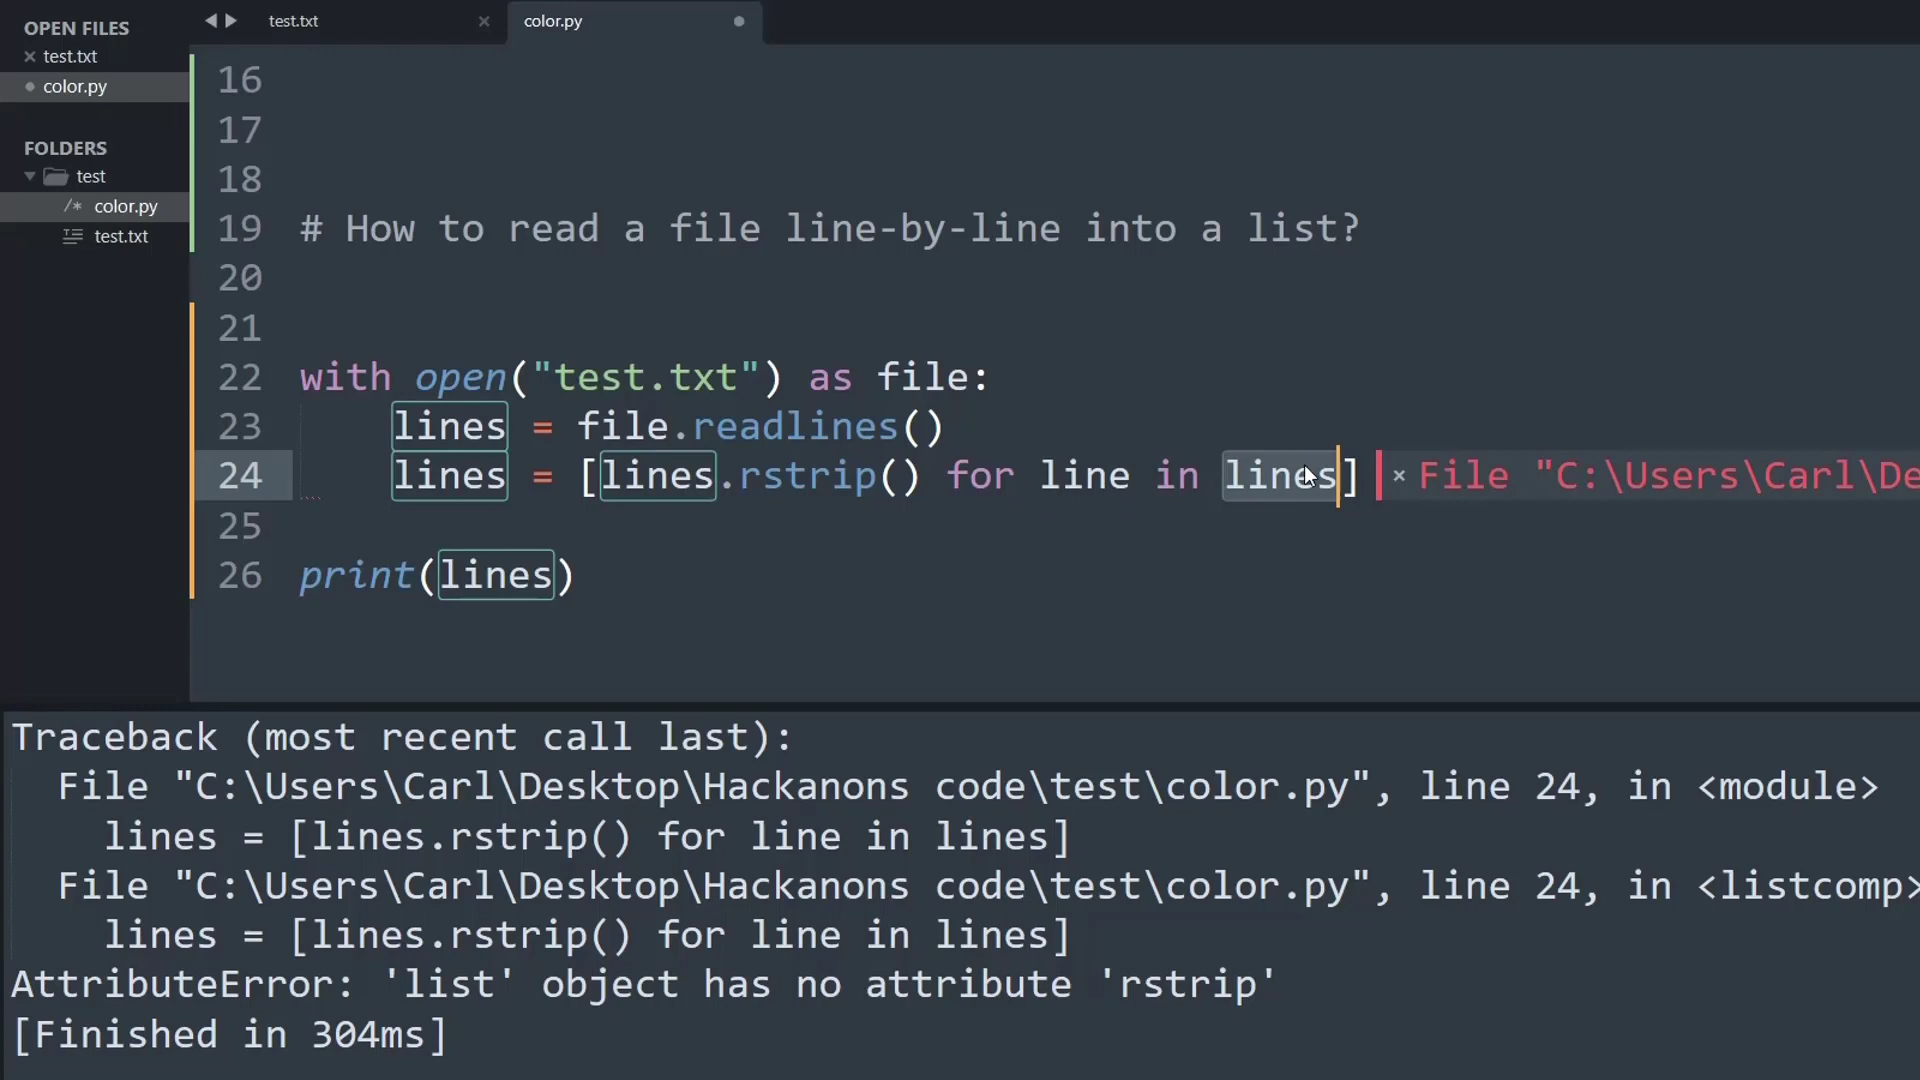 OPEN FILES
test.txt
color.py
FOLDERS
test
color.py
test.txt
test.txt
color.py
16
17
18
19 # How to read a file line-by-line into a list?
20
21
22 with open("test.txt") as file:
23 lines = file.readlines()
24 lines = [lines.rstrip() for line in lines] × File "C:\Users\Carl\De
25
26 print(lines)
Traceback (most recent call last):
File "C:\Users\Carl\Desktop\Hackanons code\test\color.py", line 24, in <module>
lines = [lines.rstrip() for line in lines]
File "C:\Users\Carl\Desktop\Hackanons code\test\color.py", line 24, in <listcomp>
lines = [lines.rstrip() for line in lines]
AttributeError: 'list' object has no attribute 'rstrip'
[Finished in 304ms]